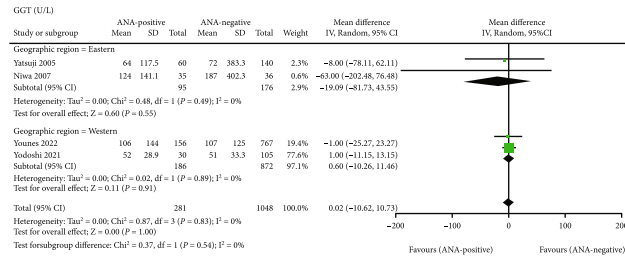 GGT (U/L)
ANA-positive ANA-negative Mean difference Mean difference
Study or subgroup Mean SD Total Mean SD Total Weight IV, Random, 95% CI IV, Random, 95%CI
Geographic region = Eastern
Yatsuji 2005 64 117.5 60 72 383.3 140 2.3% −8.00 (−78.11, 62.11)
Niwa 2007 124 141.1 35 187 402.3 36 0.6% −63.00 (−202.48, 76.48)
Subtotal (95% CI) 95 176 2.9% −19.09 (−81.73, 43.55)
Heterogeneity: Tau² = 0.00; Chi² = 0.48, df = 1 (P = 0.49); I² = 0%
Test for overall effect; Z = 0.60 (P = 0.55)
Geographic region = Western
Younes 2022 106 144 156 107 125 767 19.4% −1.00 (−25.27, 23.27)
Yodoshi 2021 52 28.9 30 51 33.3 105 77.6% 1.00 (−11.15, 13.15)
Subtotal (95% CI) 186 872 97.1% 0.60 (−10.26, 11.46)
Heterogeneity: Tau² = 0.00; Chi² = 0.02, df = 1 (P = 0.89); I² = 0%
Test for overall effect; Z = 0.11 (P = 0.91)
Total (95% CI) 281 1048 100.0% 0.02 (−10.62, 10.73)
Heterogeneity: Tau² = 0.00; Chi² = 0.87, df = 3 (P = 0.83); I² = 0%
Test for overall effect: Z = 0.00 (P = 1.00)
Test forsubgroup difference: Chi² = 0.37, df = 1 (P = 0.54); I² = 0%
−200 −100 0 100 200
Favours (ANA-positive) Favours (ANA-negative)